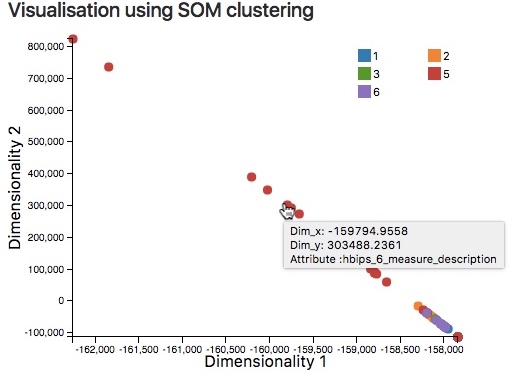 Visualisation using SOM clustering
800,000
700,000
600,000
500,000
400,000
300,000
200,000
100,000
0
-100,000
Dimensionality 2
1 2
3 5
6
Dim_x: -159794.9558
Dim_y: 303488.2361
Attribute :hbips_6_measure_description
-162,000 -161,500 -161,000 -160,500 -160,000 -159,500 -159,000 -158,500 -158,000
Dimensionality 1